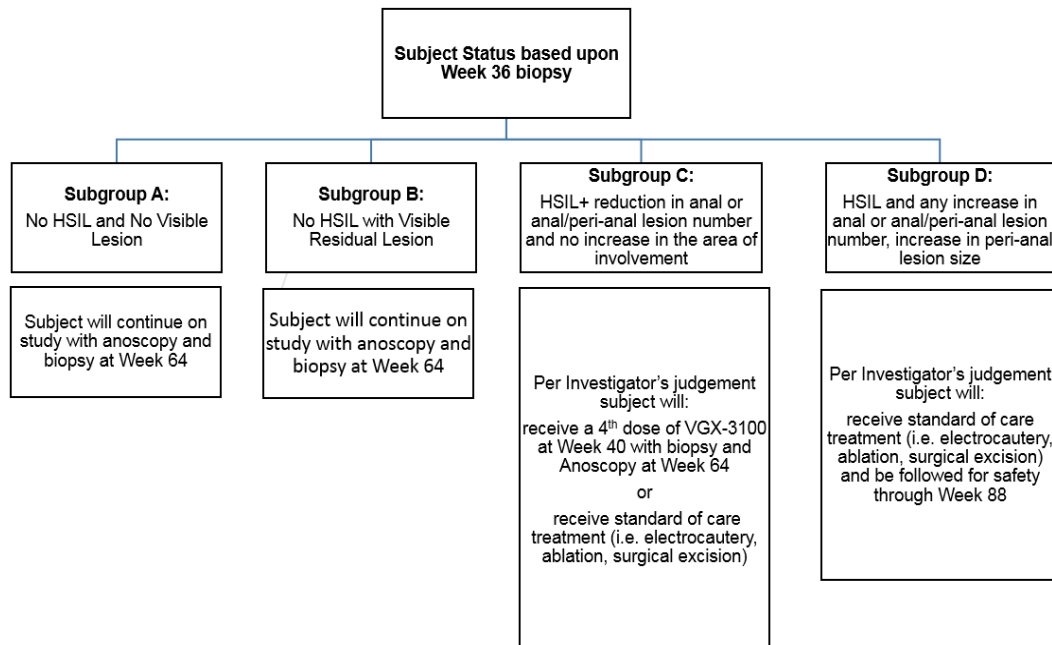 Subject Status based upon
Week 36 biopsy
Subgroup A:
No HSIL and No Visible
Lesion
Subgroup B:
No HSIL with Visible
Residual Lesion
Subgroup C:
HSIL+ reduction in anal or
anal/peri-anal lesion number
and no increase in the area of
involvement
Subgroup D:
HSIL and any increase in
anal or anal/peri-anal lesion
number, increase in peri-anal
lesion size
Subject will continue on
study with anoscopy and
biopsy at Week 64
Subject will continue on
study with anoscopy and
biopsy at Week 64
Per Investigator’s judgement
subject will:
receive a 4th dose of VGX-3100
at Week 40 with biopsy and
Anoscopy at Week 64
or
receive standard of care
treatment (i.e. electrocautery,
ablation, surgical excision)
Per Investigator’s judgement
subject will:
receive standard of care
treatment (i.e. electrocautery,
ablation, surgical excision)
and be followed for safety
through Week 88